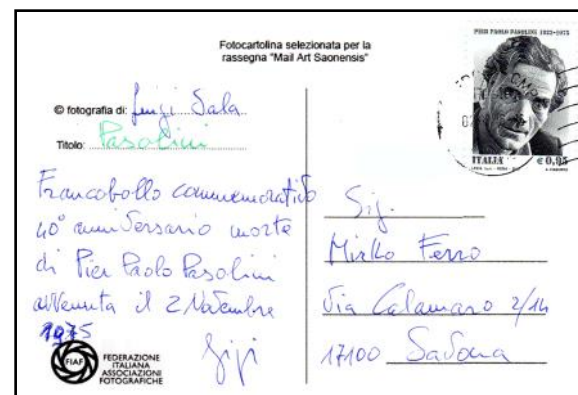 Fotocartolina selezionata per la
rassegna "Mail Art Saonensis"
© fotografia di: Luigi Sala
Titolo: Pasolini
Francobollo commemorativo
40° anniversario morte
di Pier Paolo Pasolini
avvenuta il 2 Novembre
1975
Gigi
FIAF
FEDERAZIONE
ITALIANA
ASSOCIAZIONI
FOTOGRAFICHE
PIER PAOLO PASOLINI 1922-1975
ITALIA € 0,95
Sig.
Mirko Ferro
Via Calamaro 2/14
17100 Savona